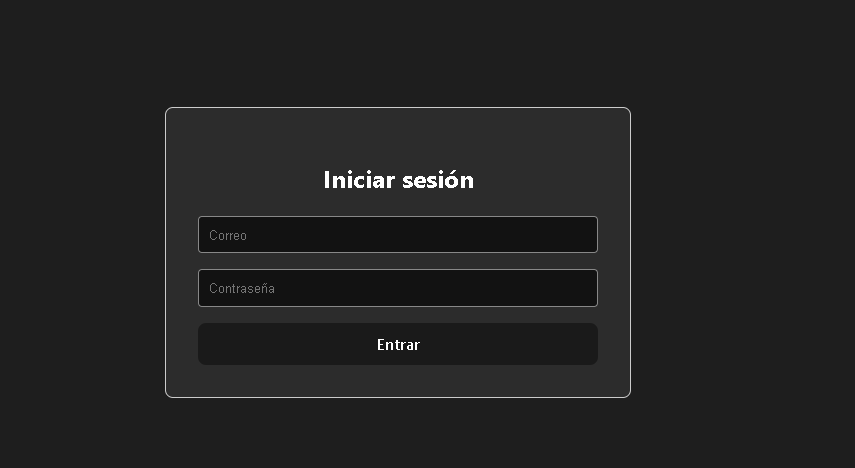 Iniciar sesión
Correo
Contraseña
Entrar